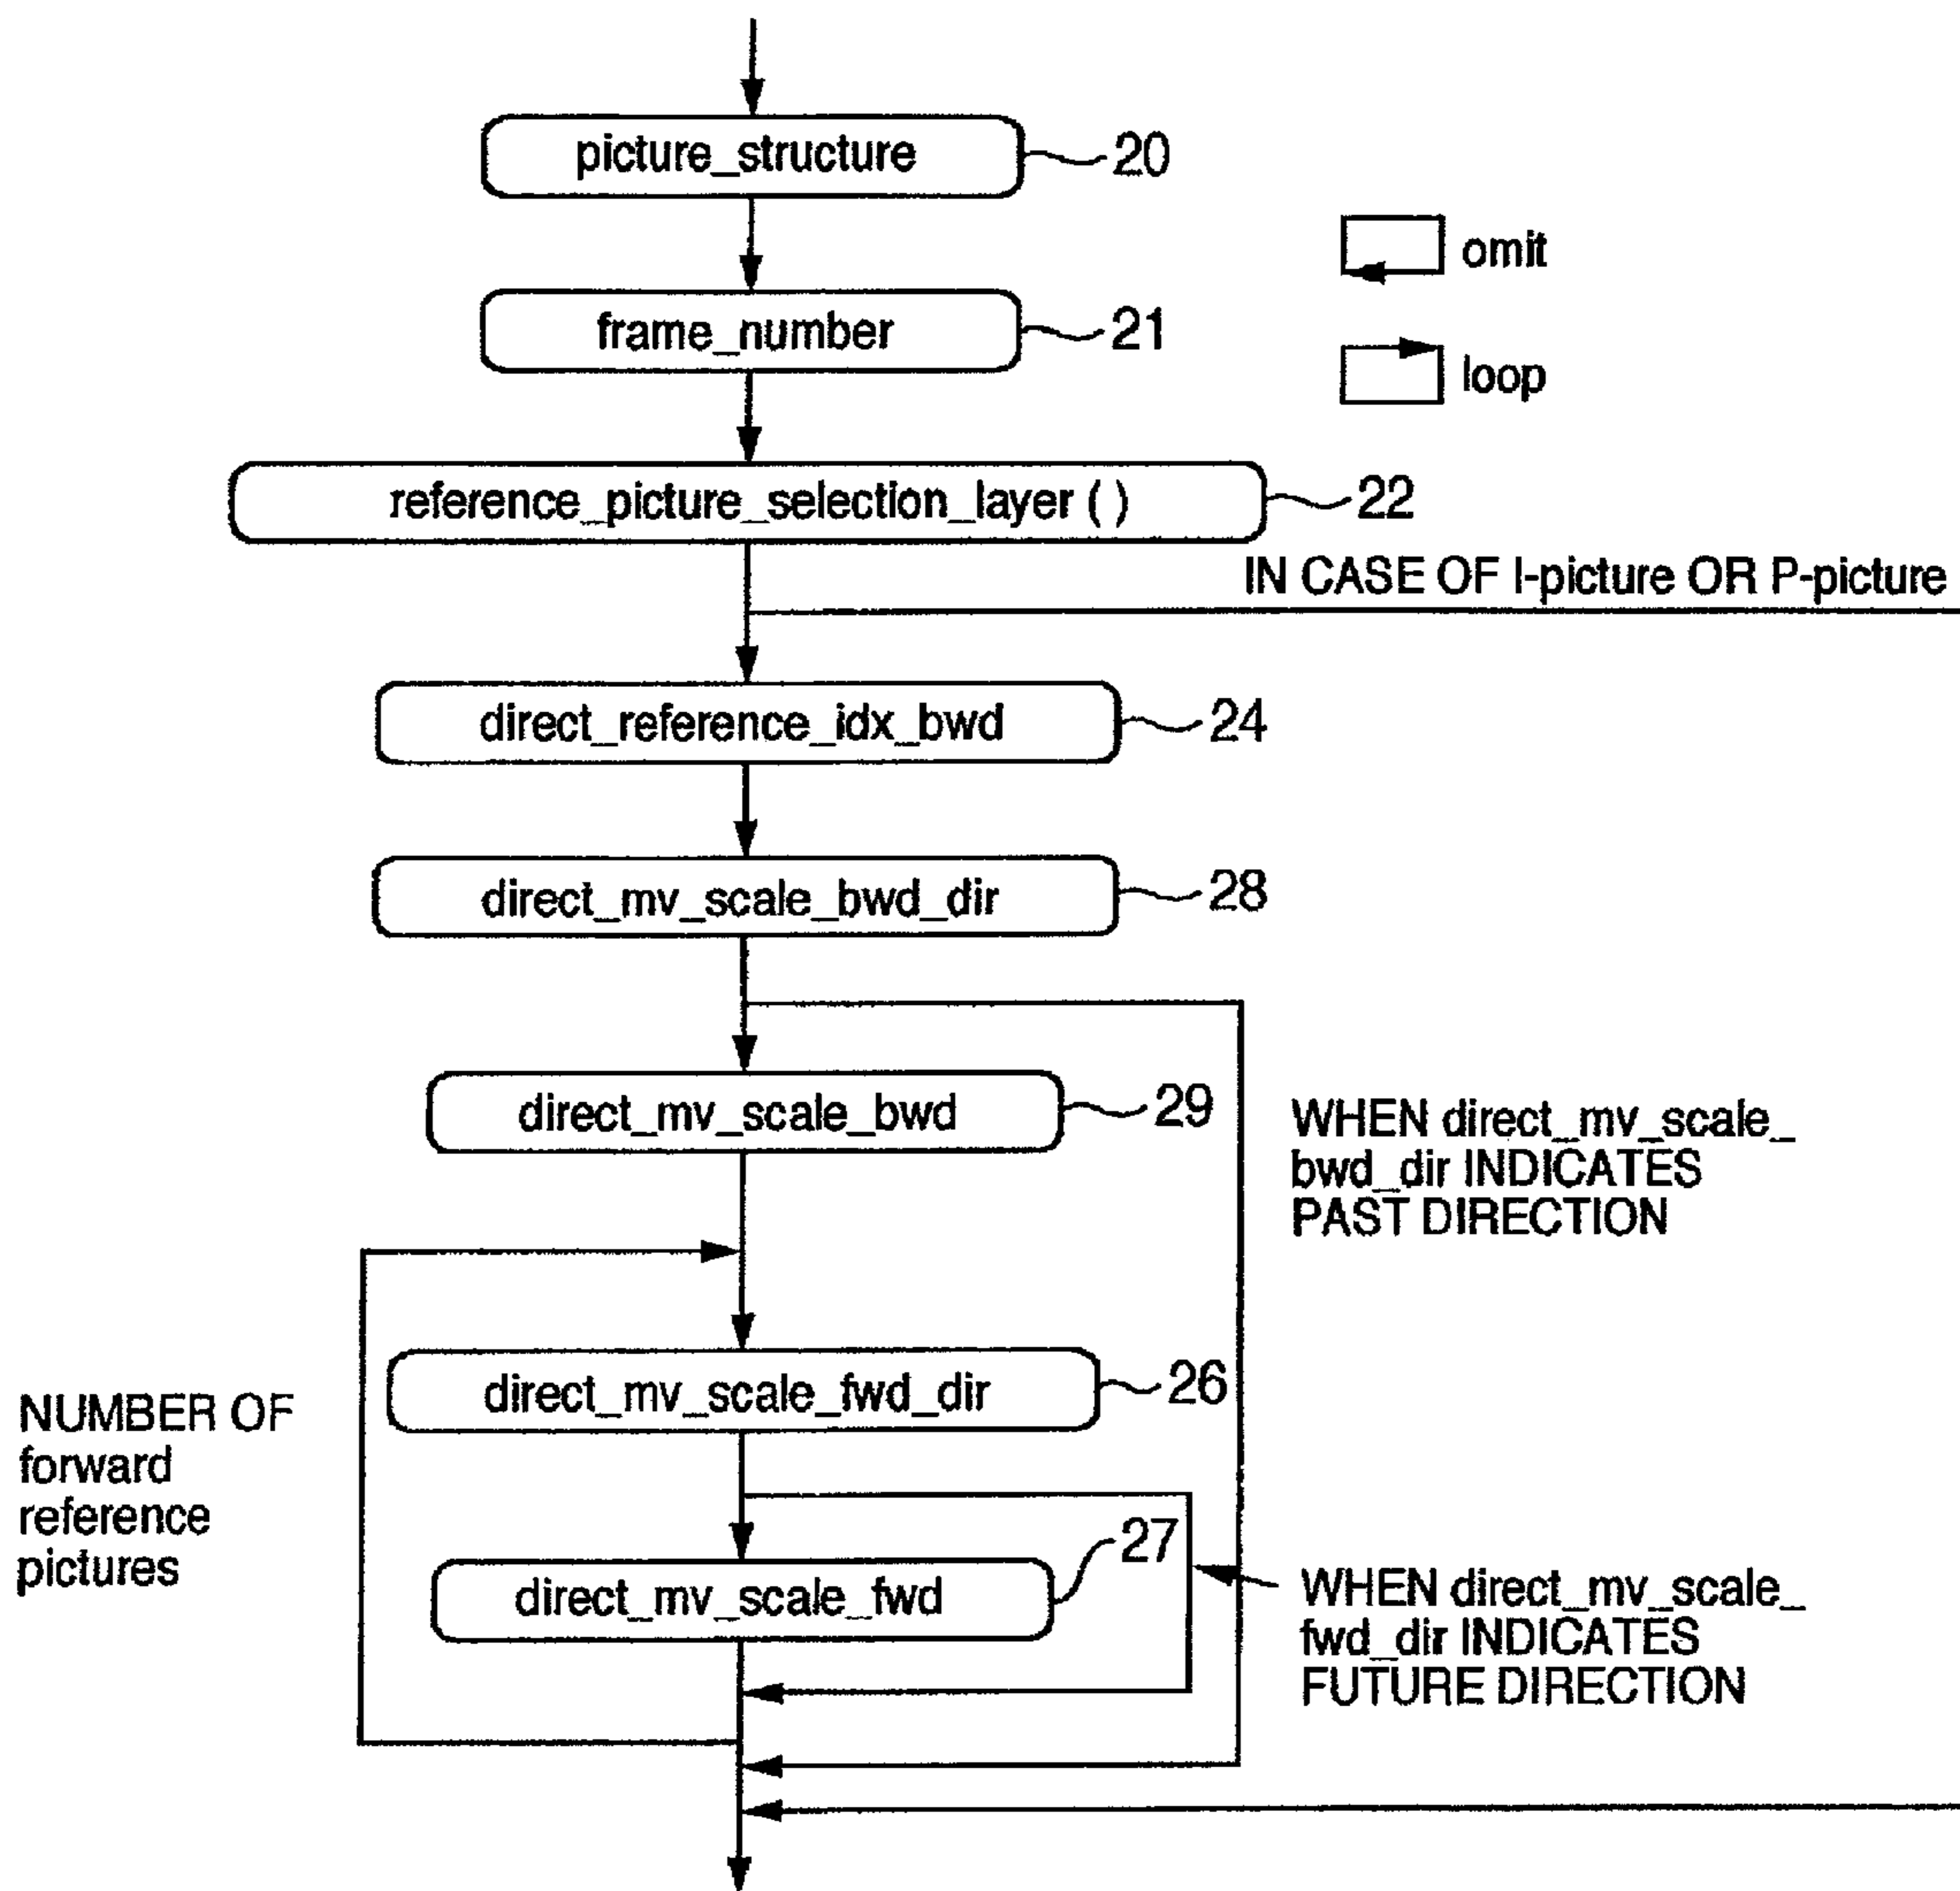 picture_structure
20
frame_number
21
omit
loop
reference_picture_selection_layer ( )
22
IN CASE OF I-picture OR P-picture
direct_reference_idx_bwd
24
direct_mv_scale_bwd_dir
28
direct_mv_scale_bwd
29
WHEN direct_mv_scale_
bwd_dir INDICATES
PAST DIRECTION
direct_mv_scale_fwd_dir
26
NUMBER OF
forward
reference
pictures
27
direct_mv_scale_fwd
WHEN direct_mv_scale_
fwd_dir INDICATES
FUTURE DIRECTION